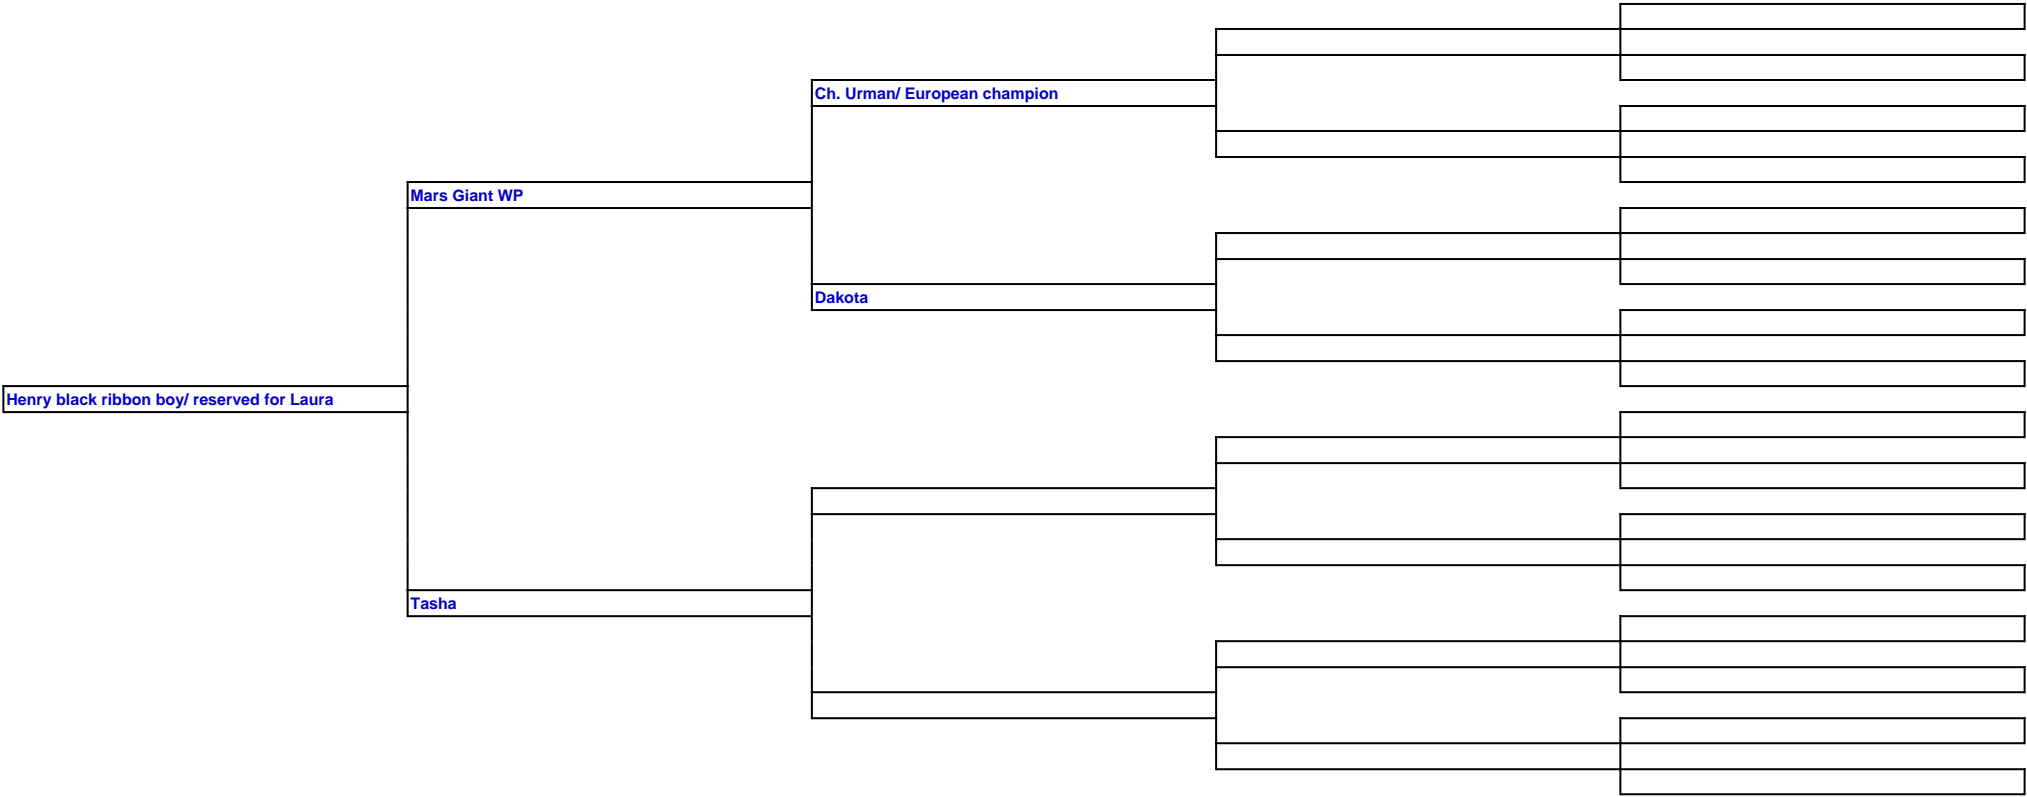 Ch. Urman/ European champion
Mars Giant WP
Dakota
Henry black ribbon boy/ reserved for Laura
Tasha